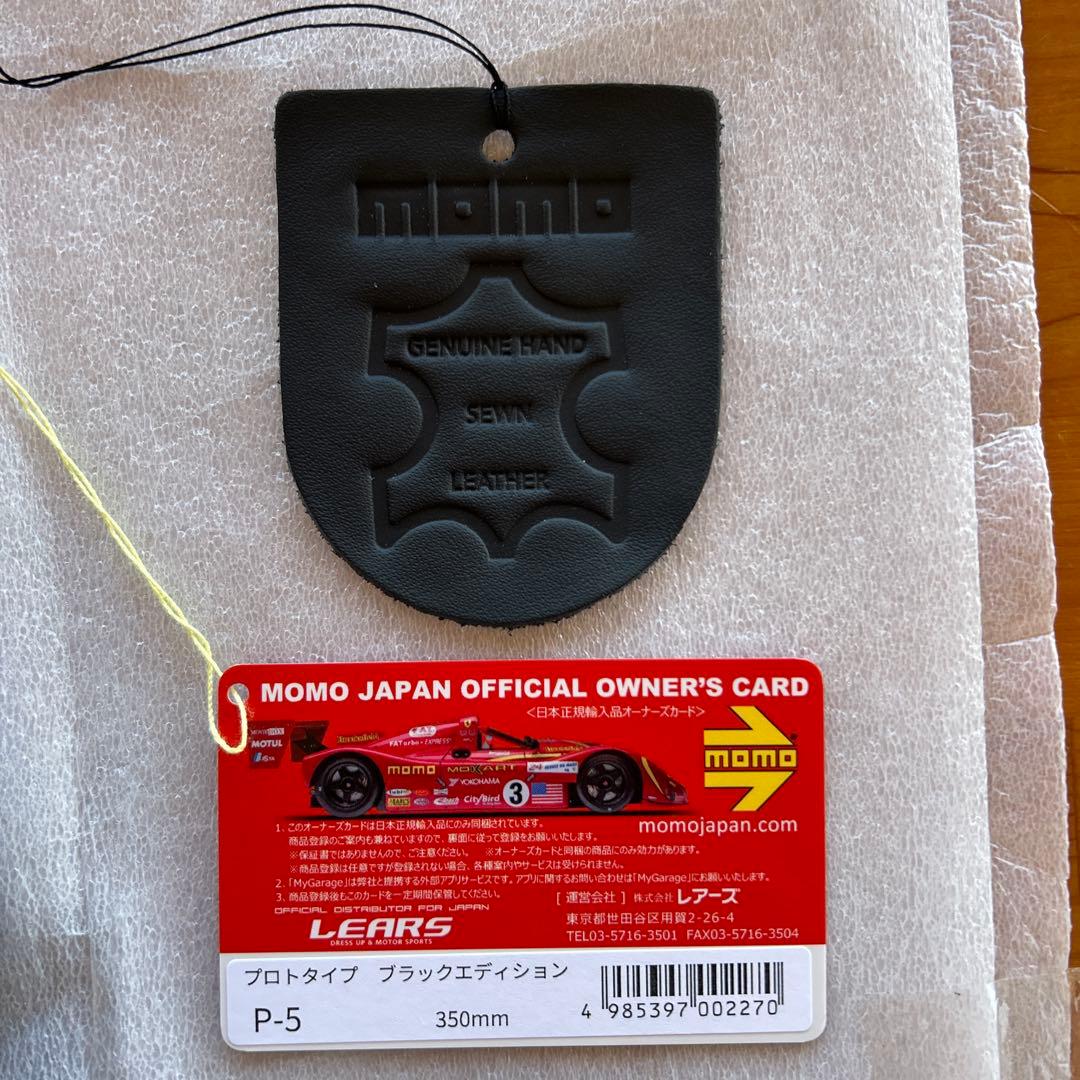 momo
GENUINE HAND
SEWN
LEATHER
MOMO JAPAN OFFICIAL OWNER'S CARD
<日本正規輸入品オーナーズカード>
MOTUL
FAT
FATurbo-EXPRESS
momo
MOMO MOKART
YOKOHAMA
CityBird
3
momojapan.com
1、このオーナーズカードは日本正規輸入品にのみ同梱されています。
商品登録のご案内も兼ねていますので、裏面に従って登録をお願いいたします。
※保証書ではありませんので、ご注意ください。 ※オーナーズカードと同梱の商品にのみ効力があります。
※商品登録は任意ですが登録されない場合、各種案内やサービスは受けられません。
2、「MyGarage」は弊社と提携する外部アプリサービスです。アプリに関するお問い合わせは「MyGarage」にお願いいたします。
3、商品登録後もこのカードを一定期間保管してください。
[ 運営会社 ] 株式会社 レアーズ
OFFICIAL DISTRIBUTOR FOR JAPAN
LEARS
DRESS UP & MOTOR SPORTS
東京都世田谷区用賀2-26-4
TEL03-5716-3501 FAX03-5716-3504
プロトタイプ ブラックエディション
P-5 350mm
4 985397 002270